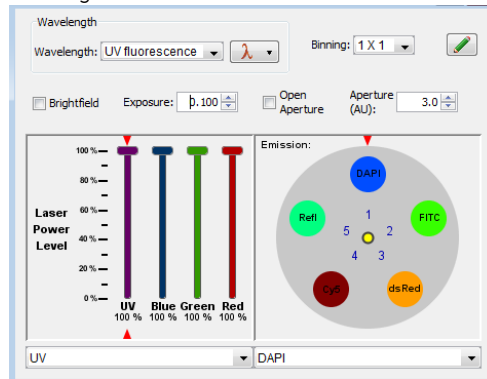 Wavelength
Wavelength: UV fluorescence λ Binning: 1 X 1
Brightfield Exposure: 0.100 Open Aperture Aperture (AU): 3.0
Emission:
100 %
80 %
60 %
40 %
20 %
0 %
Laser Power Level
UV Blue Green Red
100 % 100 % 100 % 100 %
DAPI
Refl 1 FITC
5 2
4 3
Cy5 dsRed
UV DAPI